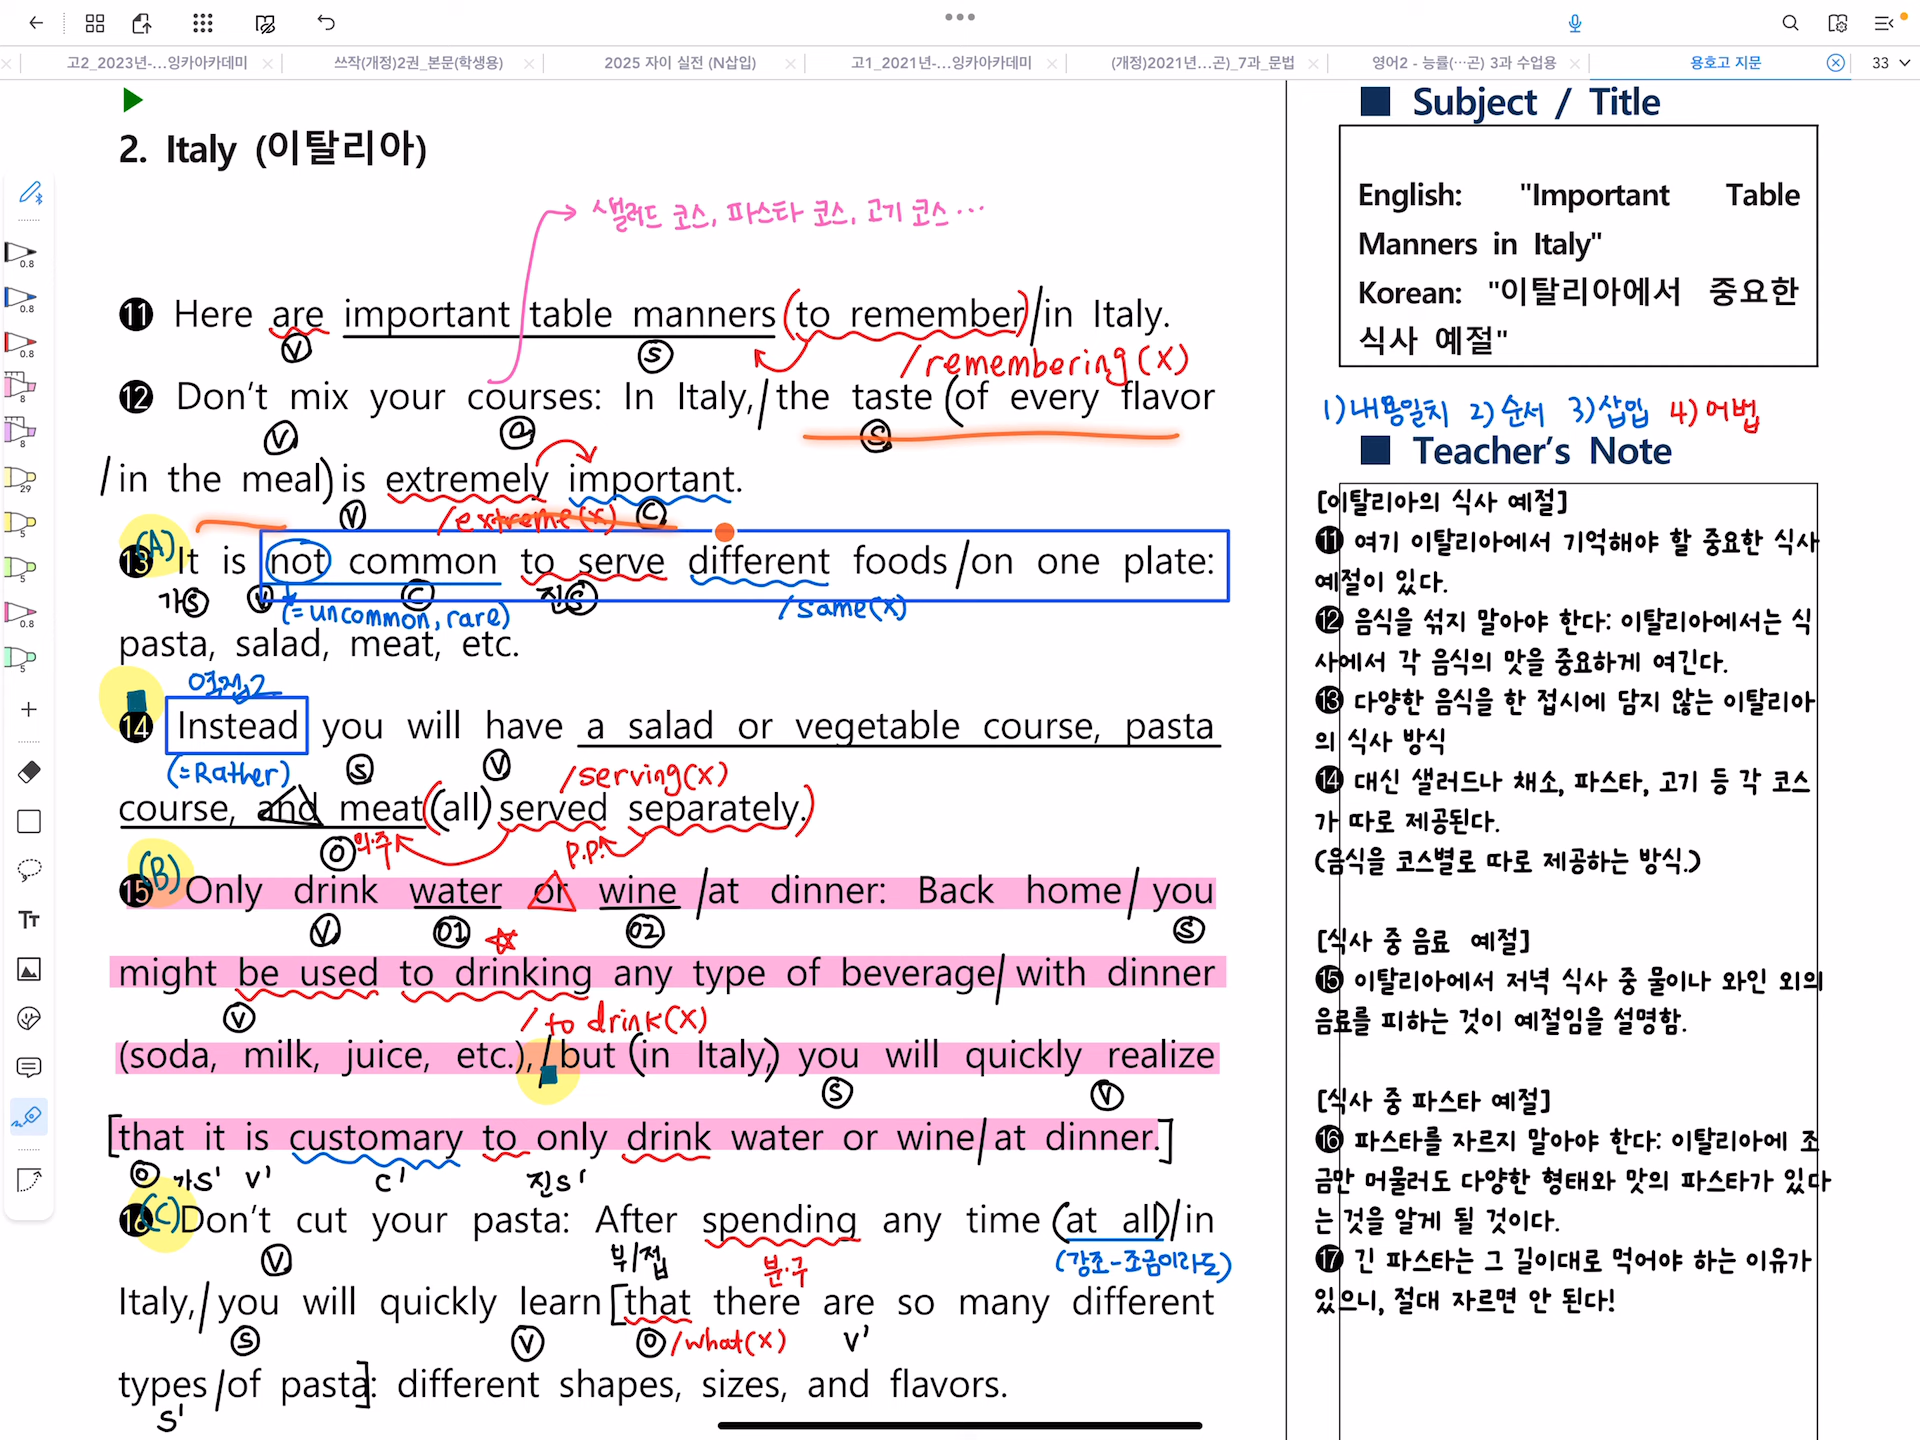 고2_2023년-...잉카아카데미
쓰작(개정)2권_본문(학생용)
2025 자이 실전 (N삽입)
고1_2021년-...잉카아카데미
(개정)2021년...곤)_7과_문법
영어2 - 능률(...곤) 3과 수업용
용호고 지문
33
0.8
0.8
0.8
8
8
29
5
5
0.8
5
Tт
2. Italy (이탈리아)
샐러드 코스, 파스타 코스, 고기 코스 ...
⓫ Here are important table manners (to remember)/in Italy.
V S /remembering(X)
⓬ Don't mix your courses: In Italy,/the taste (of every flavor
V O S
/in the meal) is extremely important.
V /extreme(X) C
(A)
⓭ It is not common to serve different foods /on one plate:
가S V C 진S
(=uncommon, rare) /same(X)
pasta, salad, meat, etc.
역접2
⓮ Instead you will have a salad or vegetable course, pasta
(=Rather) S V /serving(X)
course, and meat (all) served separately.)
O 의·주 P.P.
(B)
⓯ Only drink water or wine /at dinner: Back home/ you
V O1 O2 S
might be used to drinking any type of beverage/ with dinner
V /to drink(X)
(soda, milk, juice, etc.),/but (in Italy,) you will quickly realize
S V
[that it is customary to only drink water or wine/at dinner.]
O 가S' V' C' 진S'
(C)
⓰ Don't cut your pasta: After spending any time (at all)/in
V 부/접 분·구 (강조-조금이라도)
Italy,/you will quickly learn [that there are so many different
S V O /what(X) V'
types /of pasta]: different shapes, sizes, and flavors.
S'
■ Subject / Title
English: "Important Table
Manners in Italy"
Korean: "이탈리아에서 중요한
식사 예절"
1)내용일치 2)순서 3)삽입 4)어법
■ Teacher's Note
[이탈리아의 식사 예절]
⓫ 여기 이탈리아에서 기억해야 할 중요한 식사
예절이 있다.
⓬ 음식을 섞지 말아야 한다: 이탈리아에서는 식
사에서 각 음식의 맛을 중요하게 여긴다.
⓭ 다양한 음식을 한 접시에 담지 않는 이탈리아
의 식사 방식
⓮ 대신 샐러드나 채소, 파스타, 고기 등 각 코스
가 따로 제공된다.
(음식을 코스별로 따로 제공하는 방식.)
[식사 중 음료 예절]
⓯ 이탈리아에서 저녁 식사 중 물이나 와인 외의
음료를 피하는 것이 예절임을 설명함.
[식사 중 파스타 예절]
⓰ 파스타를 자르지 말아야 한다: 이탈리아에 조
금만 머물러도 다양한 형태와 맛의 파스타가 있다
는 것을 알게 될 것이다.
⓱ 긴 파스타는 그 길이대로 먹어야 하는 이유가
있으니, 절대 자르면 안 된다!